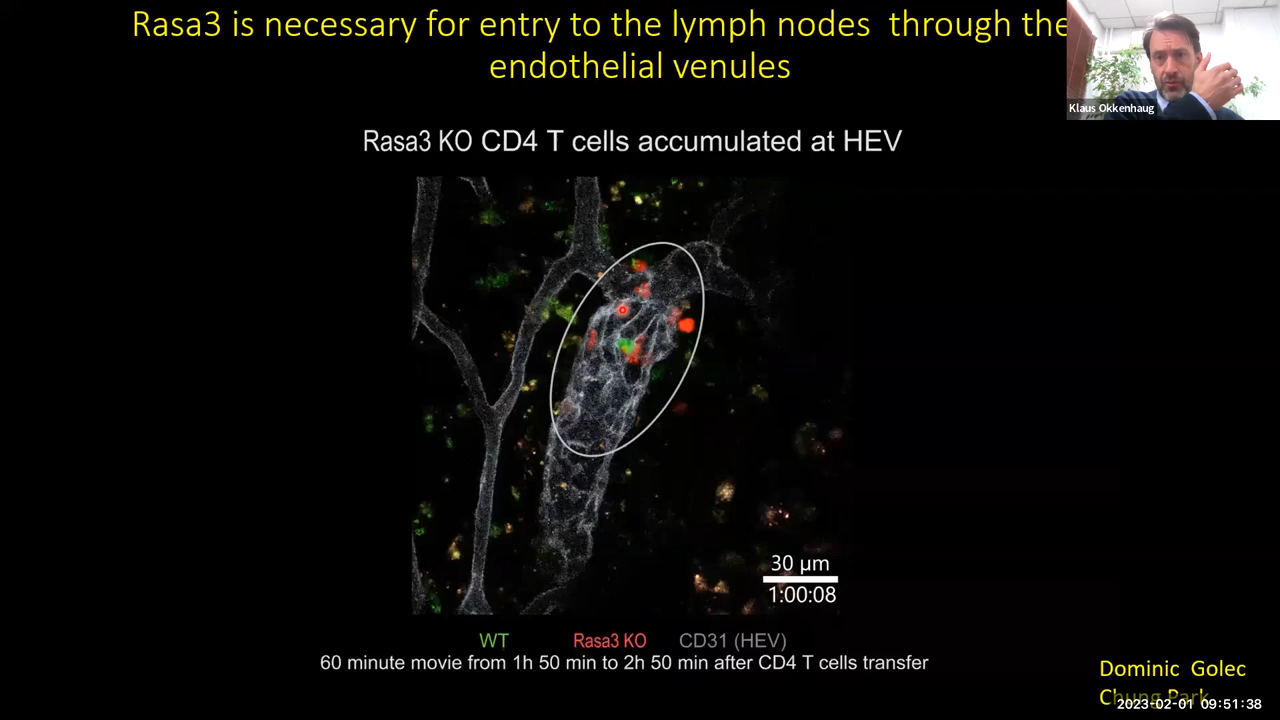 Rasa3 is necessary for entry to the lymph nodes through the
endothelial venules
Klaus Okkenhaug
Rasa3 KO CD4 T cells accumulated at HEV
30 µm
1:00:08
WT Rasa3 KO CD31 (HEV)
60 minute movie from 1h 50 min to 2h 50 min after CD4 T cells transfer
Dominic Golec
Chung Park
2023-02-01 09:51:38